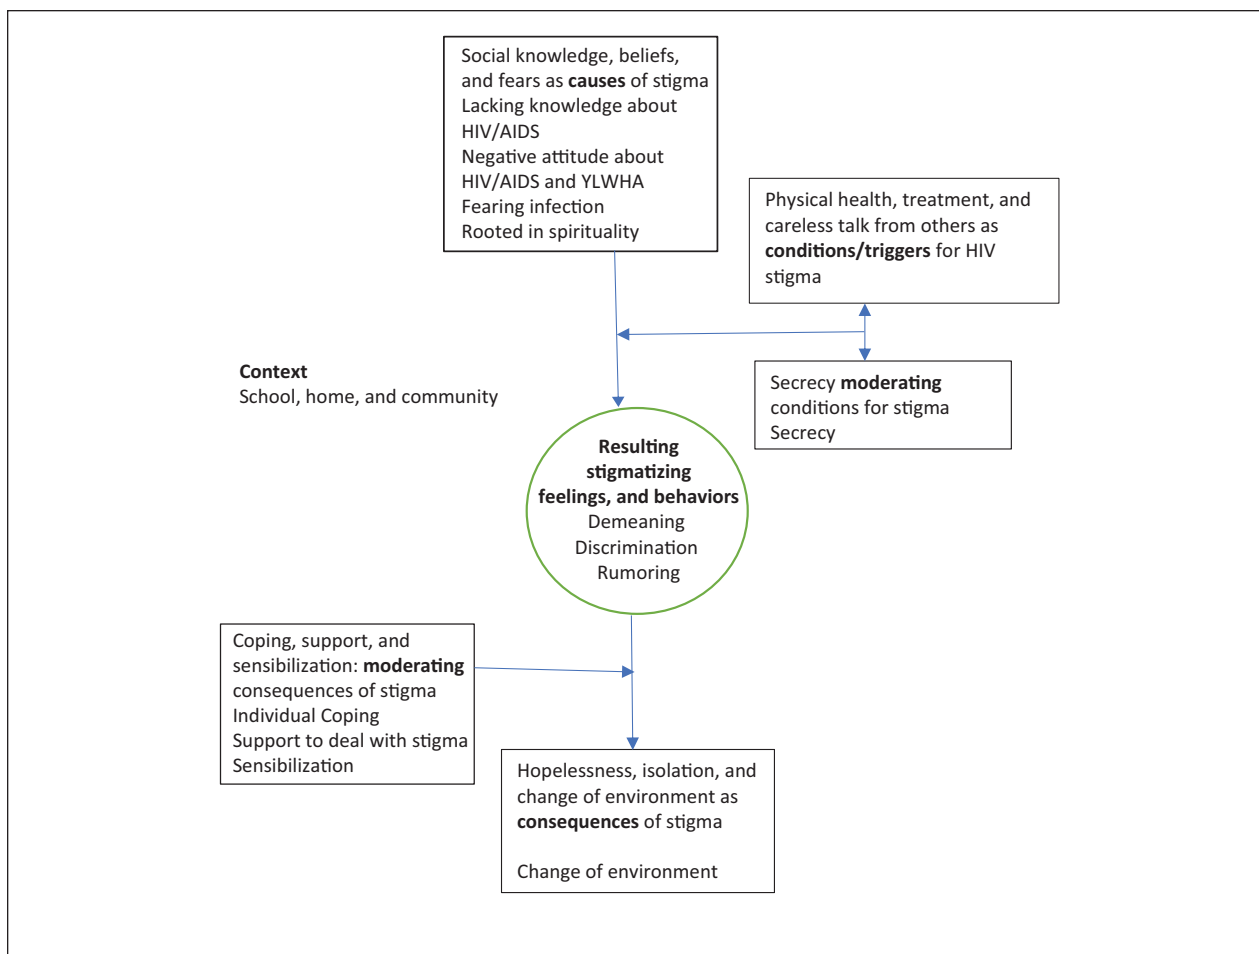 Social knowledge, beliefs,
and fears as causes of stigma
Lacking knowledge about
HIV/AIDS
Negative attitude about
HIV/AIDS and YLWHA
Fearing infection
Rooted in spirituality
Physical health, treatment, and
careless talk from others as
conditions/triggers for HIV
stigma
Context
School, home, and community
Secrecy moderating
conditions for stigma
Secrecy
Resulting
stigmatizing
feelings, and behaviors
Demeaning
Discrimination
Rumoring
Coping, support, and
sensibilization: moderating
consequences of stigma
Individual Coping
Support to deal with stigma
Sensibilization
Hopelessness, isolation, and
change of environment as
consequences of stigma
Change of environment